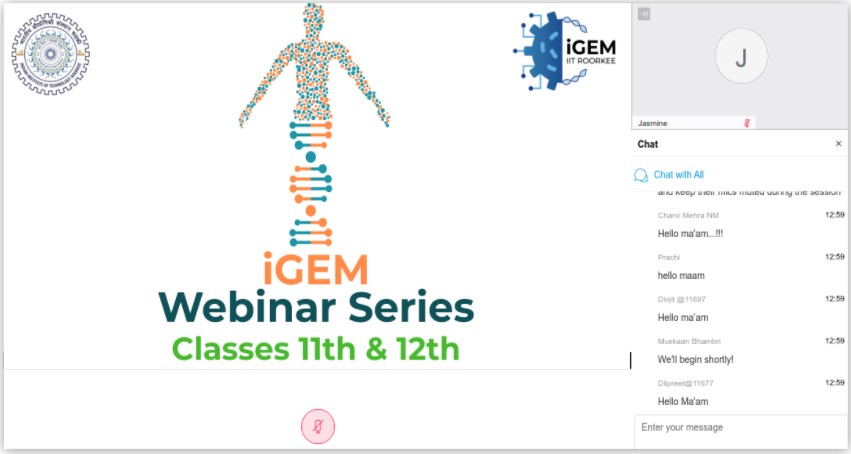 iGEM
IIT ROORKEE
iGEM
Webinar Series
Classes 11th & 12th
J
Jasmine
Chat
×
Chat with All
and keep their mics muted during the session
Charvi Mehra NM 12:59
Hello ma'am...!!!
Prachi 12:59
hello maam
Divjit @11697 12:59
Hello ma'am
Muskaan Bhambri 12:59
We'll begin shortly!
Dilpreet@11677 12:59
Hello Ma'am
Enter your message